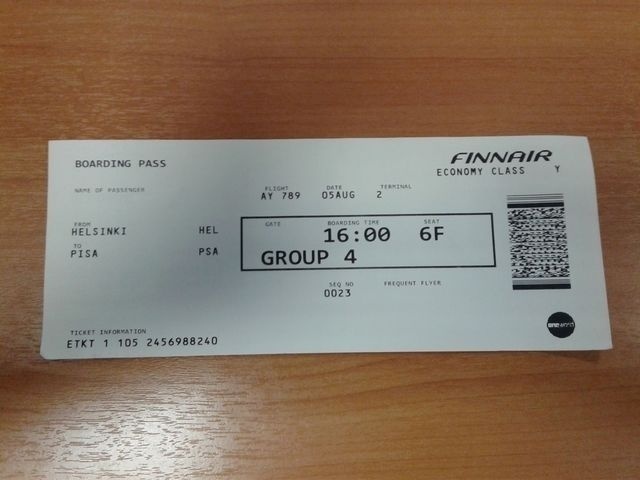 BOARDING PASS
FINNAIR
ECONOMY CLASS Y
NAME OF PASSENGER
FLIGHT DATE TERMINAL
AY 789 05AUG 2
FROM
HELSINKI HEL
TO
PISA PSA
GATE BOARDING TIME SEAT
16:00 6F
GROUP 4
SEQ NO FREQUENT FLYER
0023
oneworld
TICKET INFORMATION
ETKT 1 105 2456988240